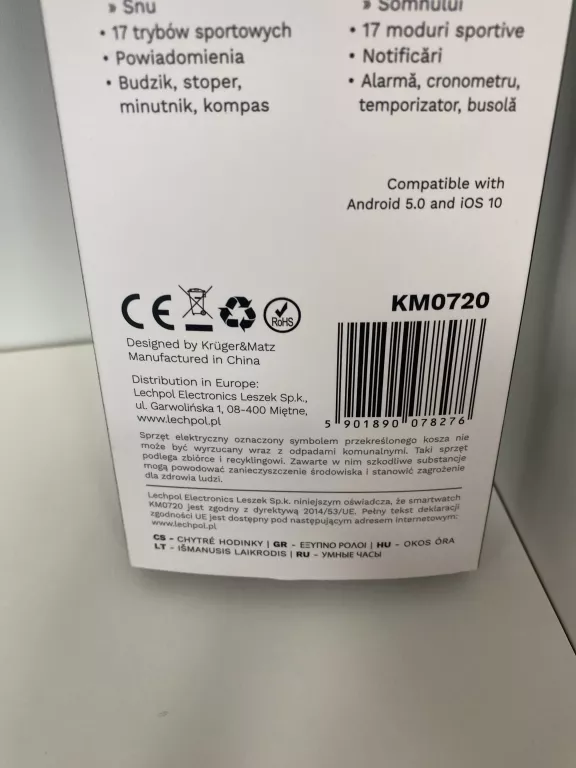 » Snu
• 17 trybów sportowych
• Powiadomienia
• Budzik, stoper,
minutnik, kompas
» Somnului
• 17 moduri sportive
• Notificări
• Alarmă, cronometru,
temporizator, busolă
Compatible with
Android 5.0 and iOS 10
CE
RoHS
KM0720
Designed by Krüger&Matz
Manufactured in China
Distribution in Europe:
Lechpol Electronics Leszek Sp.k.,
ul. Garwolińska 1, 08-400 Miętne,
www.lechpol.pl
5 901890 078276
Sprzęt elektryczny oznaczony symbolem przekreślonego kosza nie
może być wyrzucany wraz z odpadami komunalnymi. Taki sprzęt
podlega zbiórce i recyklingowi. Zawarte w nim szkodliwe substancje
mogą powodować zanieczyszczenie środowiska i stanowić zagrożenie
dla zdrowia ludzi.
Lechpol Electronics Leszek Sp.k. niniejszym oświadcza, że smartwatch
KM0720 jest zgodny z dyrektywą 2014/53/UE. Pełny tekst deklaracji
zgodności UE jest dostępny pod następującym adresem internetowym:
www.lechpol.pl
CS - CHYTRÉ HODINKY | GR - ΕΞΥΠΝΟ ΡΟΛΟΙ | HU - OKOS ÓRA
LT - IŠMANUSIS LAIKRODIS | RU - УМНЫЕ ЧАСЫ